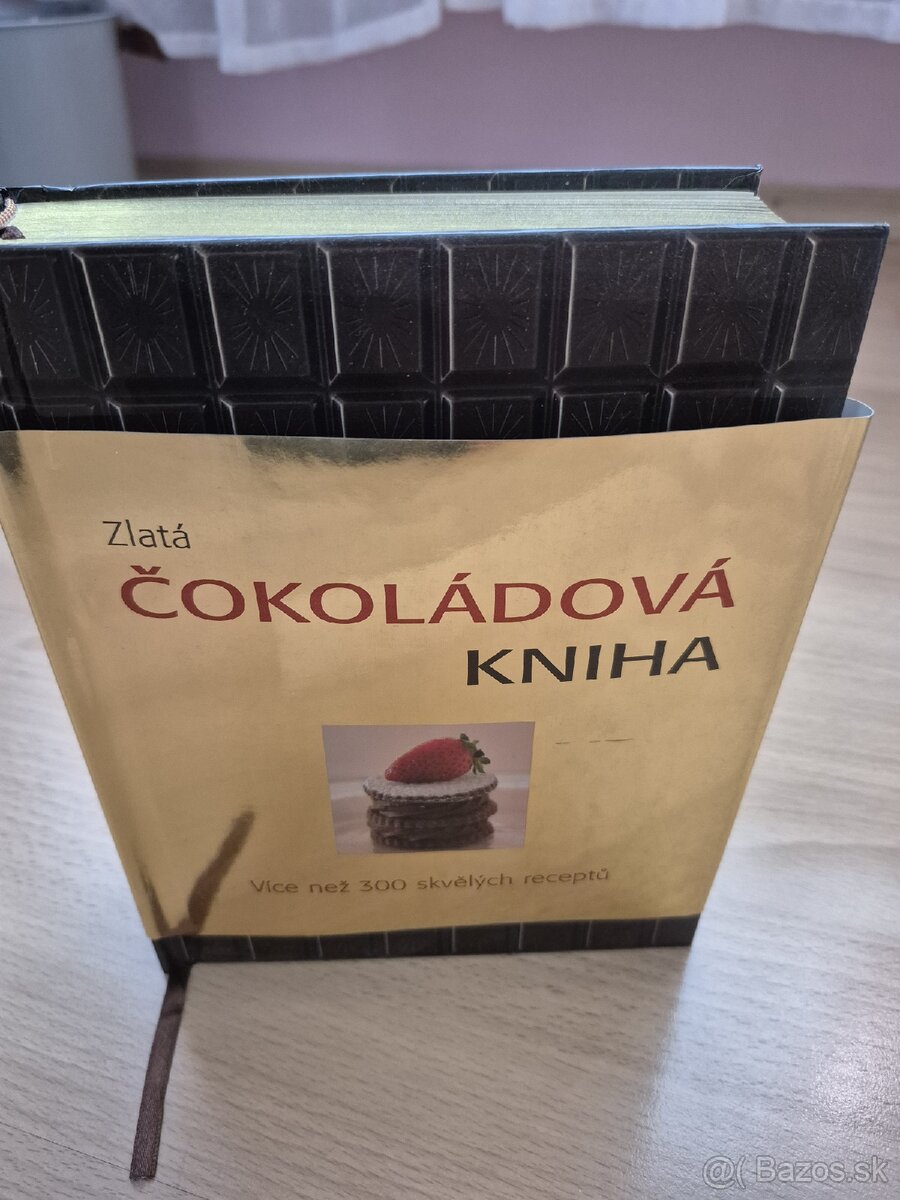 Zlatá
ČOKOLÁDOVÁ
KNIHA
Více než 300 skvělých receptů
@( Bazos.sk